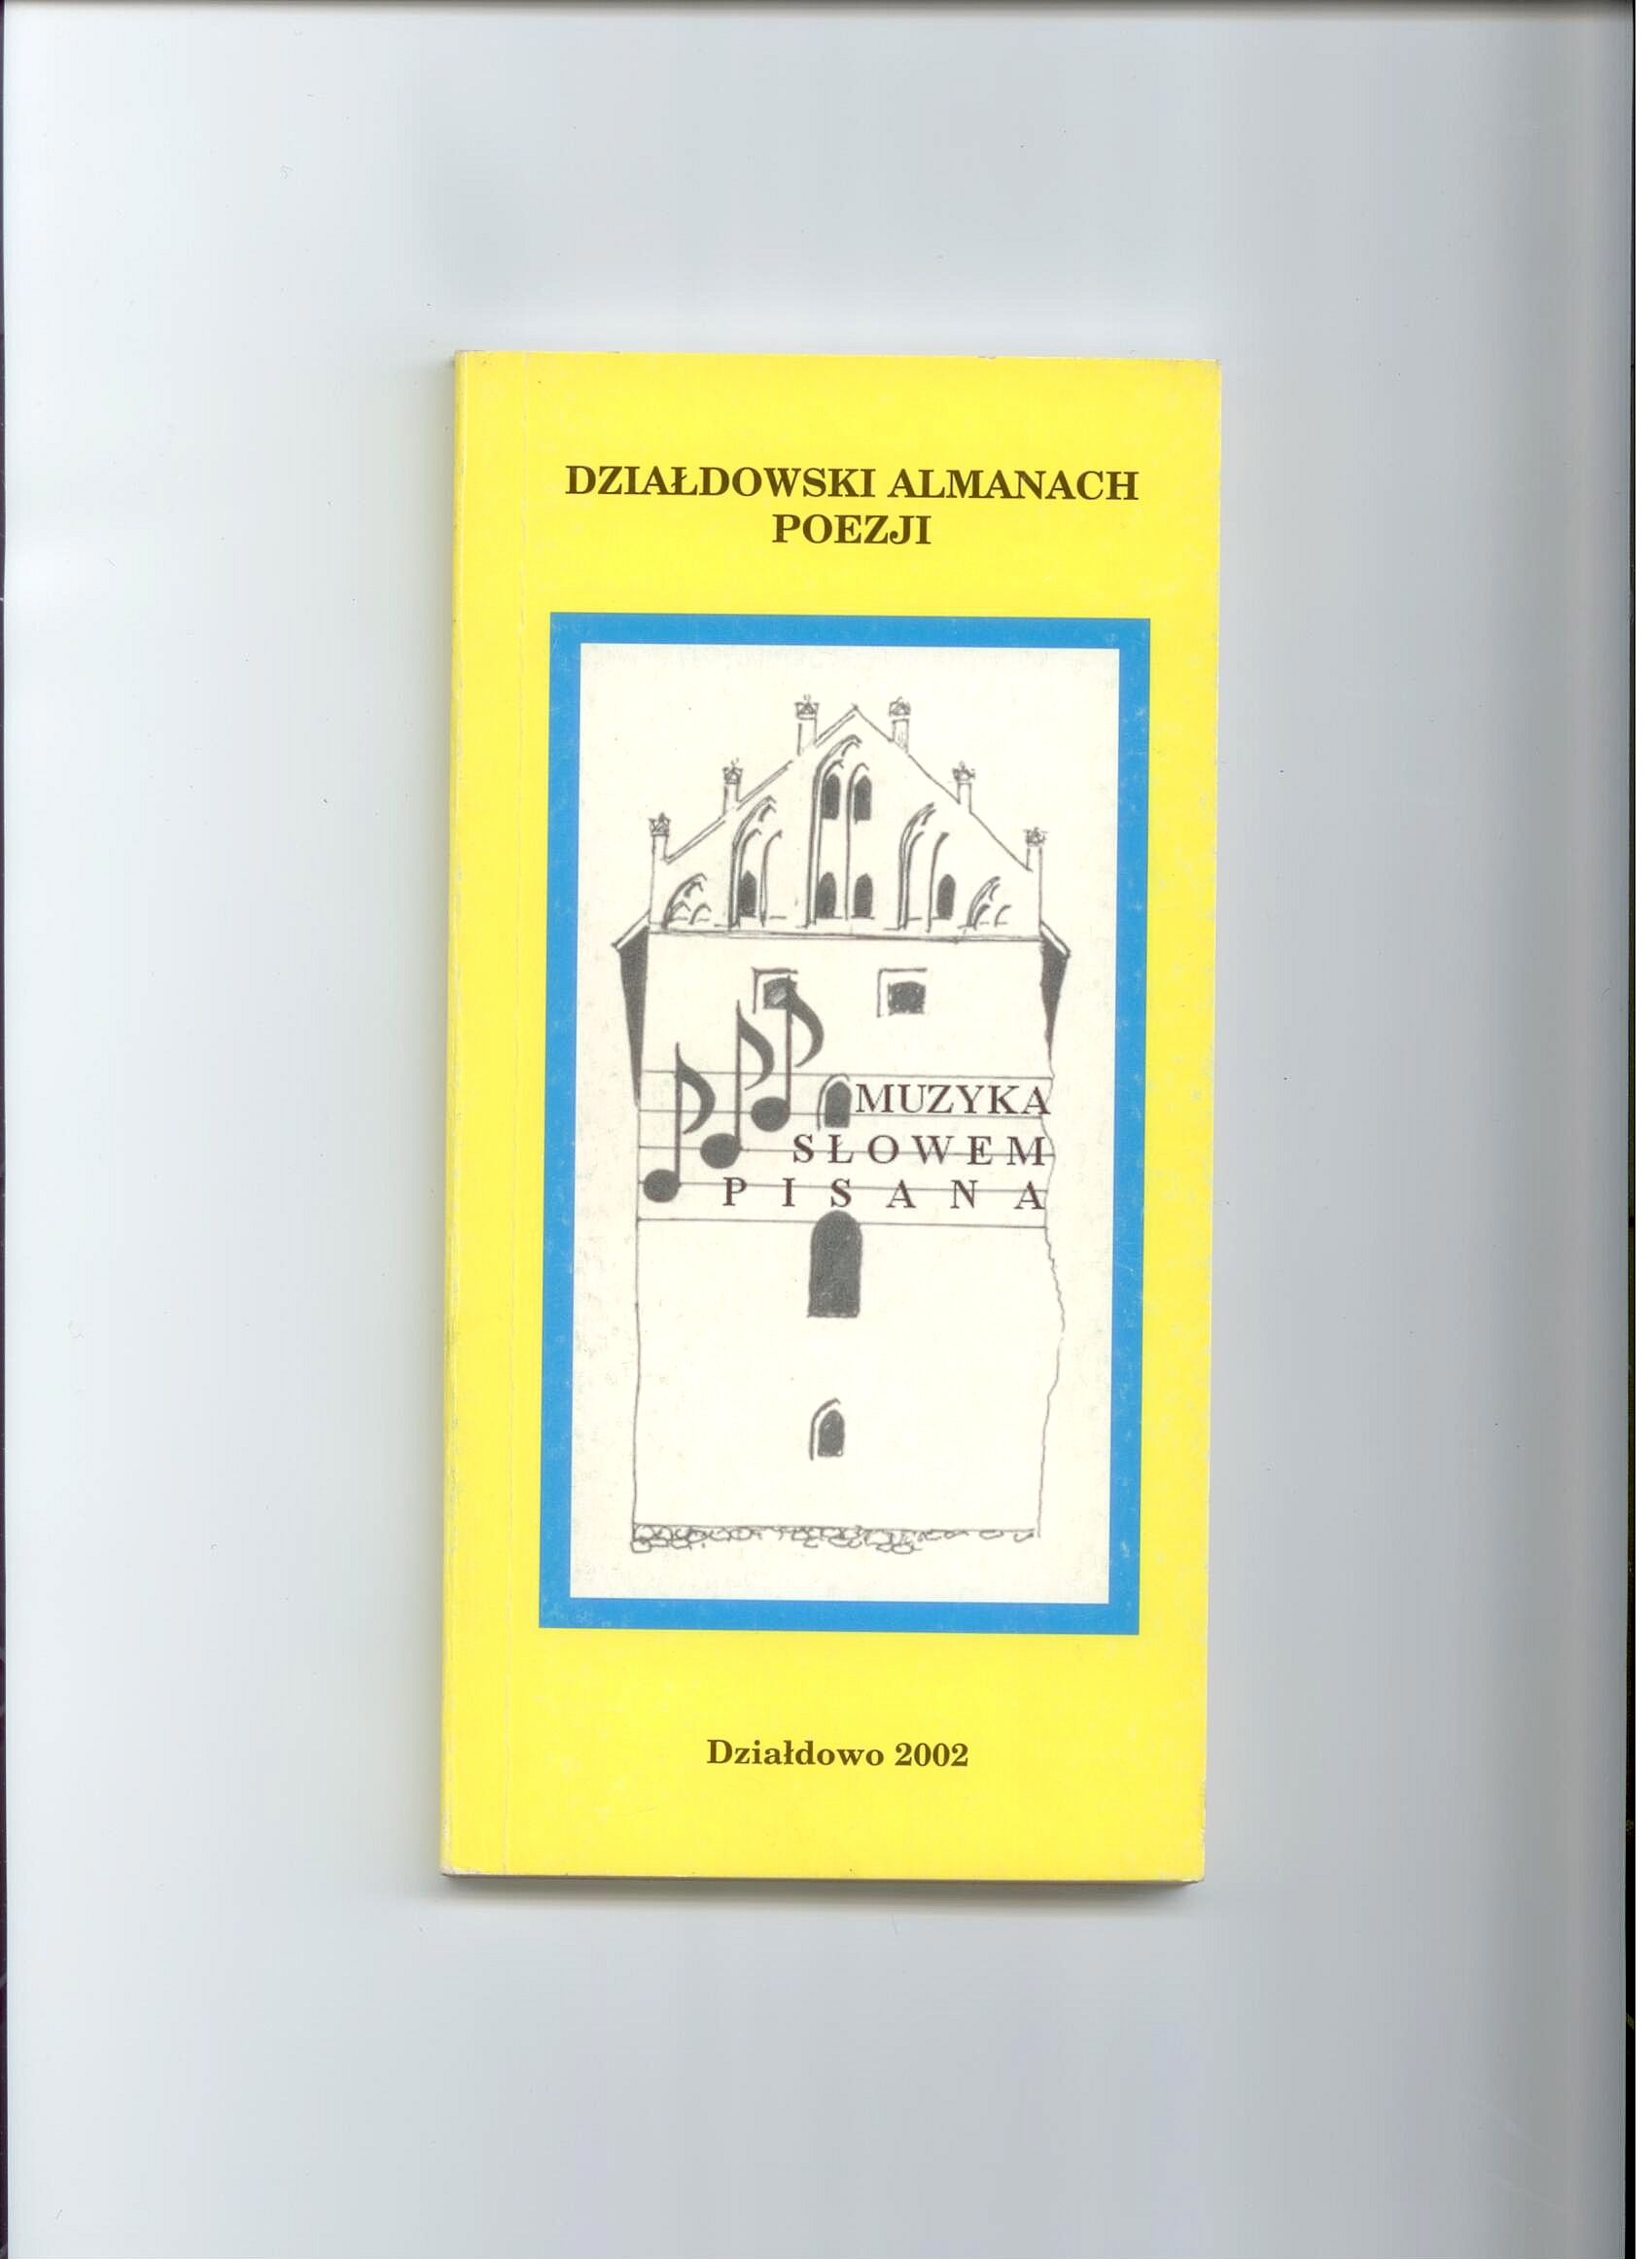 DZIAŁDOWSKI ALMANACH
POEZJI
MUZYKA
SŁOWEM
PISANA
Działdowo 2002